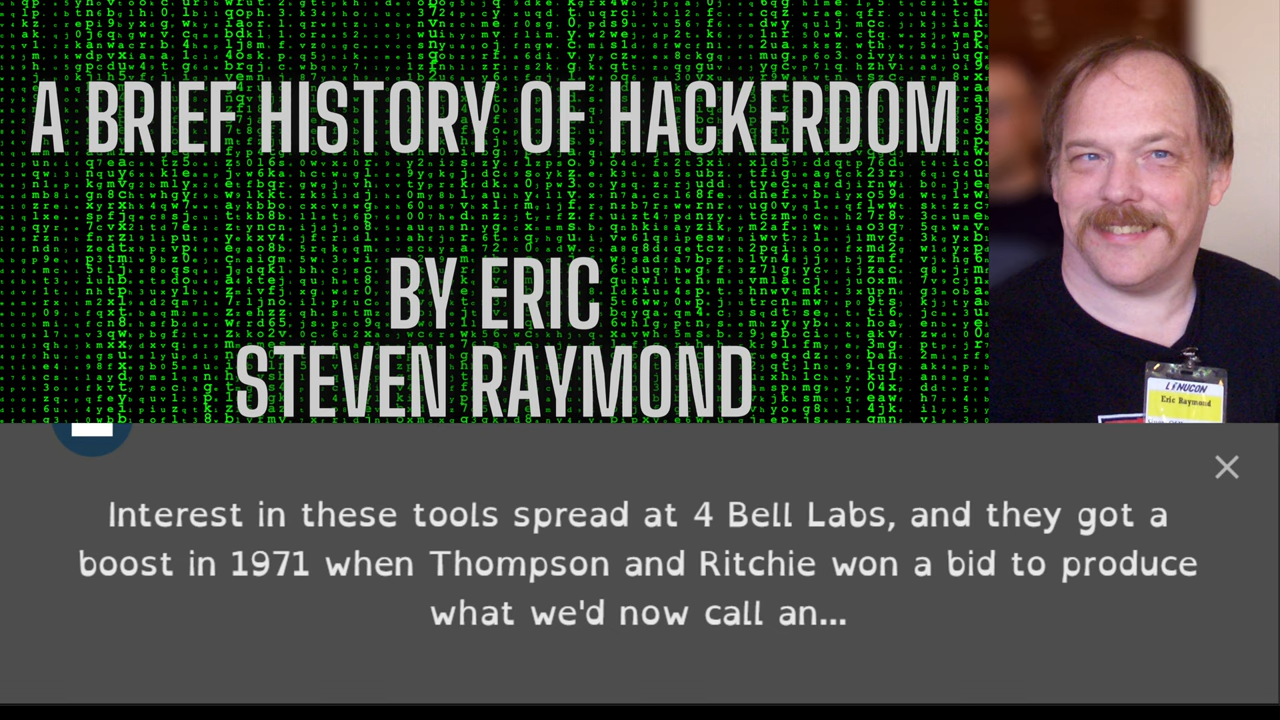 A BRIEF HISTORY OF HACKERDOM
BY ERIC
STEVEN RAYMOND
LINUCON
Eric Raymond
Interest in these tools spread at 4 Bell Labs, and they got a
boost in 1971 when Thompson and Ritchie won a bid to produce
what we'd now call an...